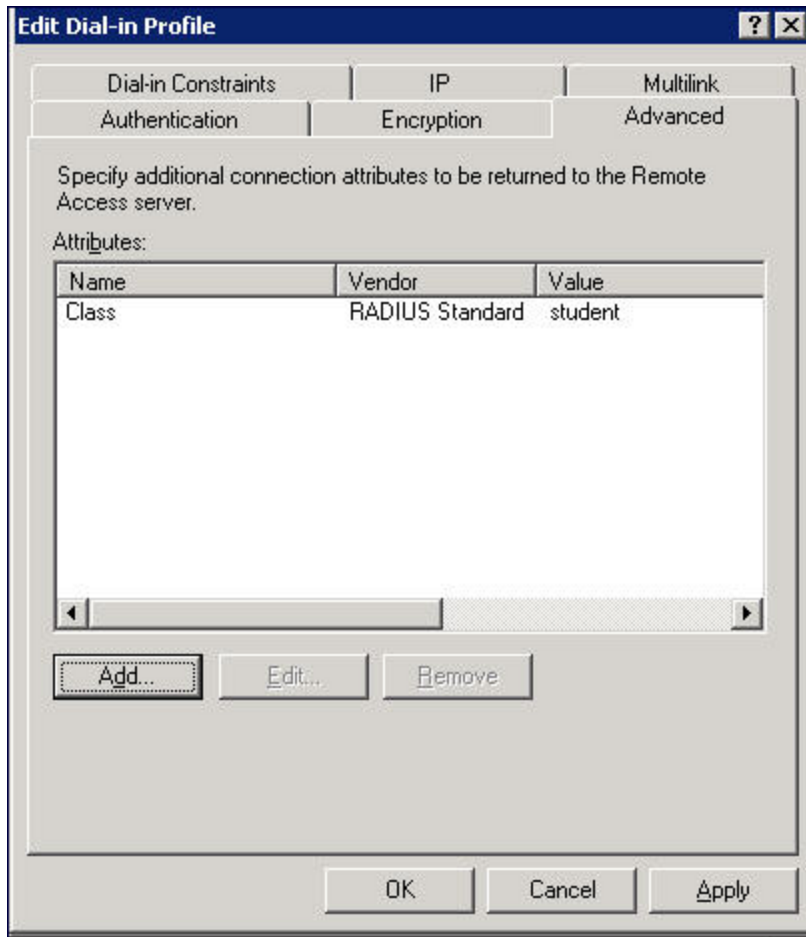 Edit Dial-in Profile
Dial-in Constraints IP Multilink
Authentication Encryption Advanced
Specify additional connection attributes to be returned to the Remote
Access server.
Attributes:
Name Vendor Value
Class RADIUS Standard student
Add... Edit... Remove
OK Cancel Apply